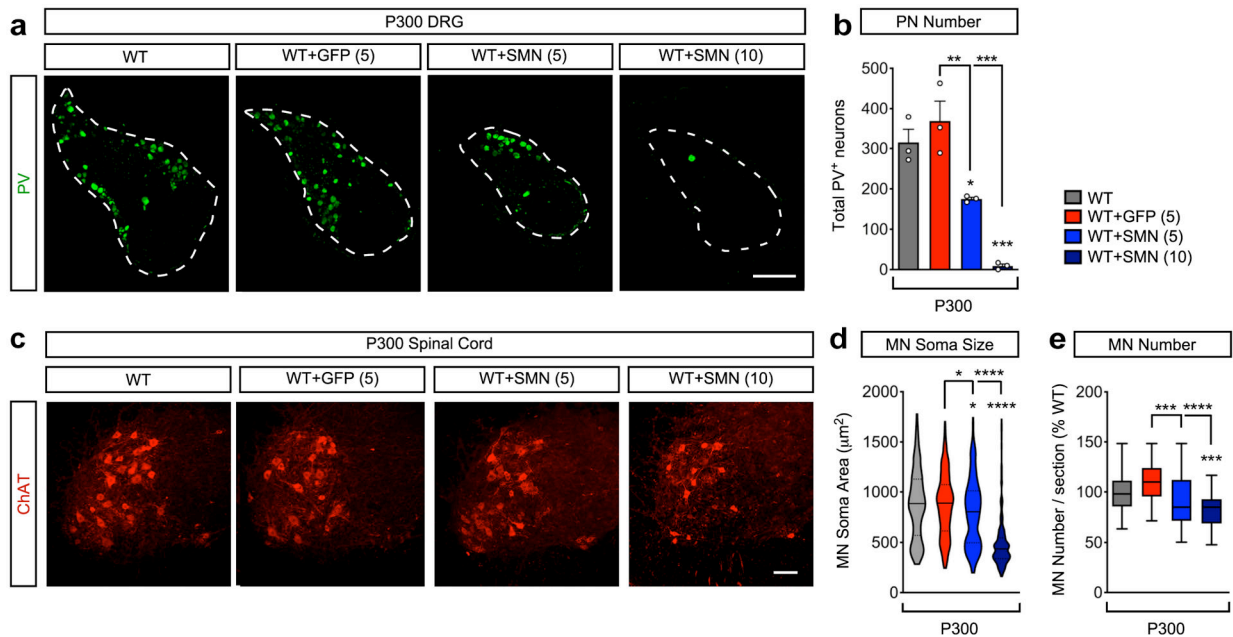 a
P300 DRG
WT
WT+GFP (5)
WT+SMN (5)
WT+SMN (10)
PV
b
PN Number
** ***
500
400
300
200
100
0
Total PV+ neurons
*
***
P300
WT
WT+GFP (5)
WT+SMN (5)
WT+SMN (10)
c
P300 Spinal Cord
WT
WT+GFP (5)
WT+SMN (5)
WT+SMN (10)
ChAT
d
MN Soma Size
* ****
* ****
2000
1500
1000
500
0
MN Soma Area (μm²)
P300
e
MN Number
*** ****
***
200
150
100
50
0
MN Number / section (% WT)
P300